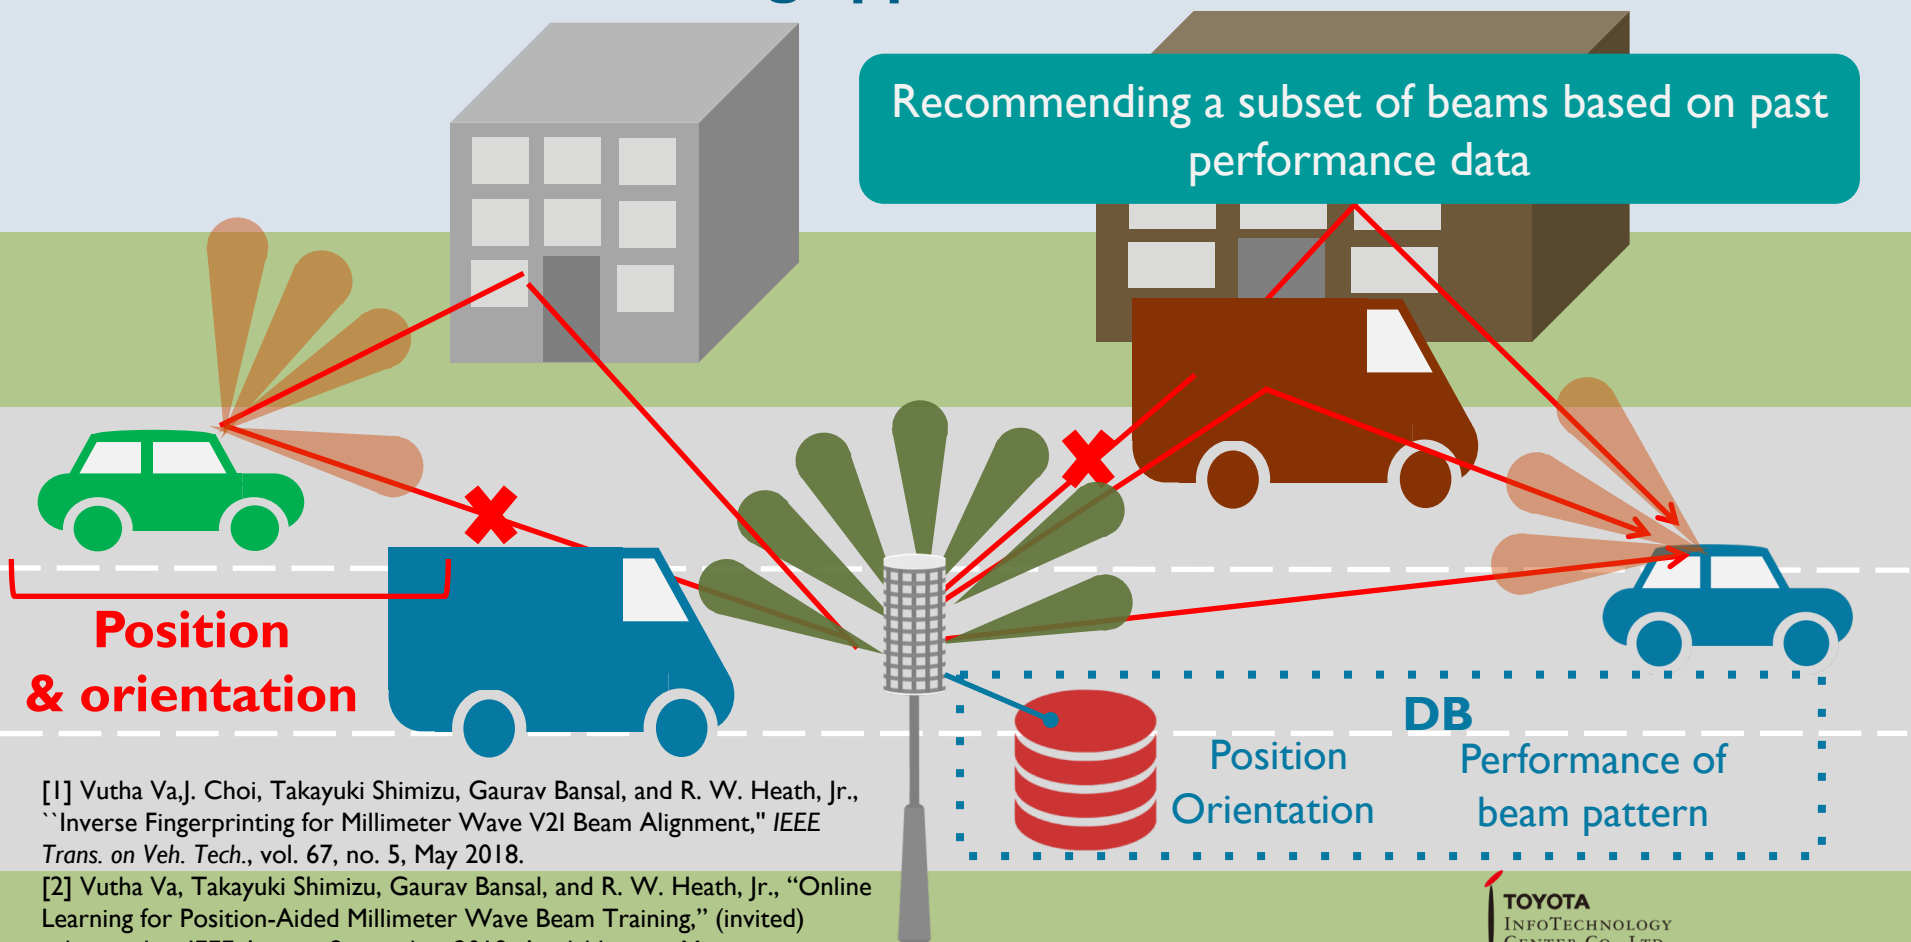 Recommending a subset of beams based on past
performance data
Position
& orientation
DB
Position
Orientation
Performance of
beam pattern
[1] Vutha Va,J. Choi, Takayuki Shimizu, Gaurav Bansal, and R. W. Heath, Jr.,
``Inverse Fingerprinting for Millimeter Wave V2I Beam Alignment," IEEE
Trans. on Veh. Tech., vol. 67, no. 5, May 2018.
[2] Vutha Va, Takayuki Shimizu, Gaurav Bansal, and R. W. Heath, Jr., “Online
Learning for Position-Aided Millimeter Wave Beam Training,” (invited)
TOYOTA
INFOTECHNOLOGY
CENTER CO., LTD.